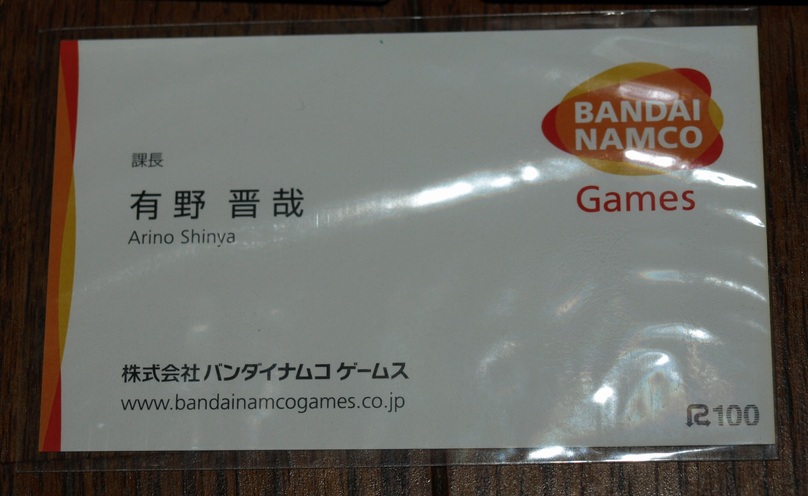 BANDAI
NAMCO
Games
課長
有野 晋哉
Arino Shinya
株式会社 バンダイナムコ ゲームス
www.bandainamcogames.co.jp
R100